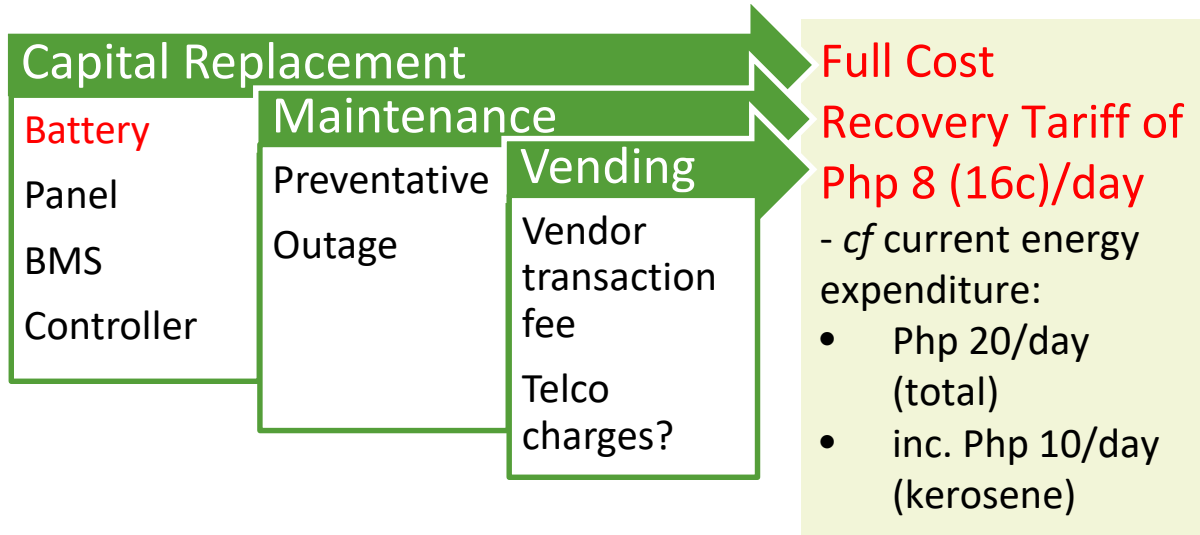 Capital Replacement
Battery
Panel
BMS
Controller
Maintenance
Preventative
Outage
Vending
Vendor
transaction
fee
Telco
charges?
Full Cost
Recovery Tariff of
Php 8 (16c)/day
- cf current energy
expenditure:
• Php 20/day
(total)
• inc. Php 10/day
(kerosene)